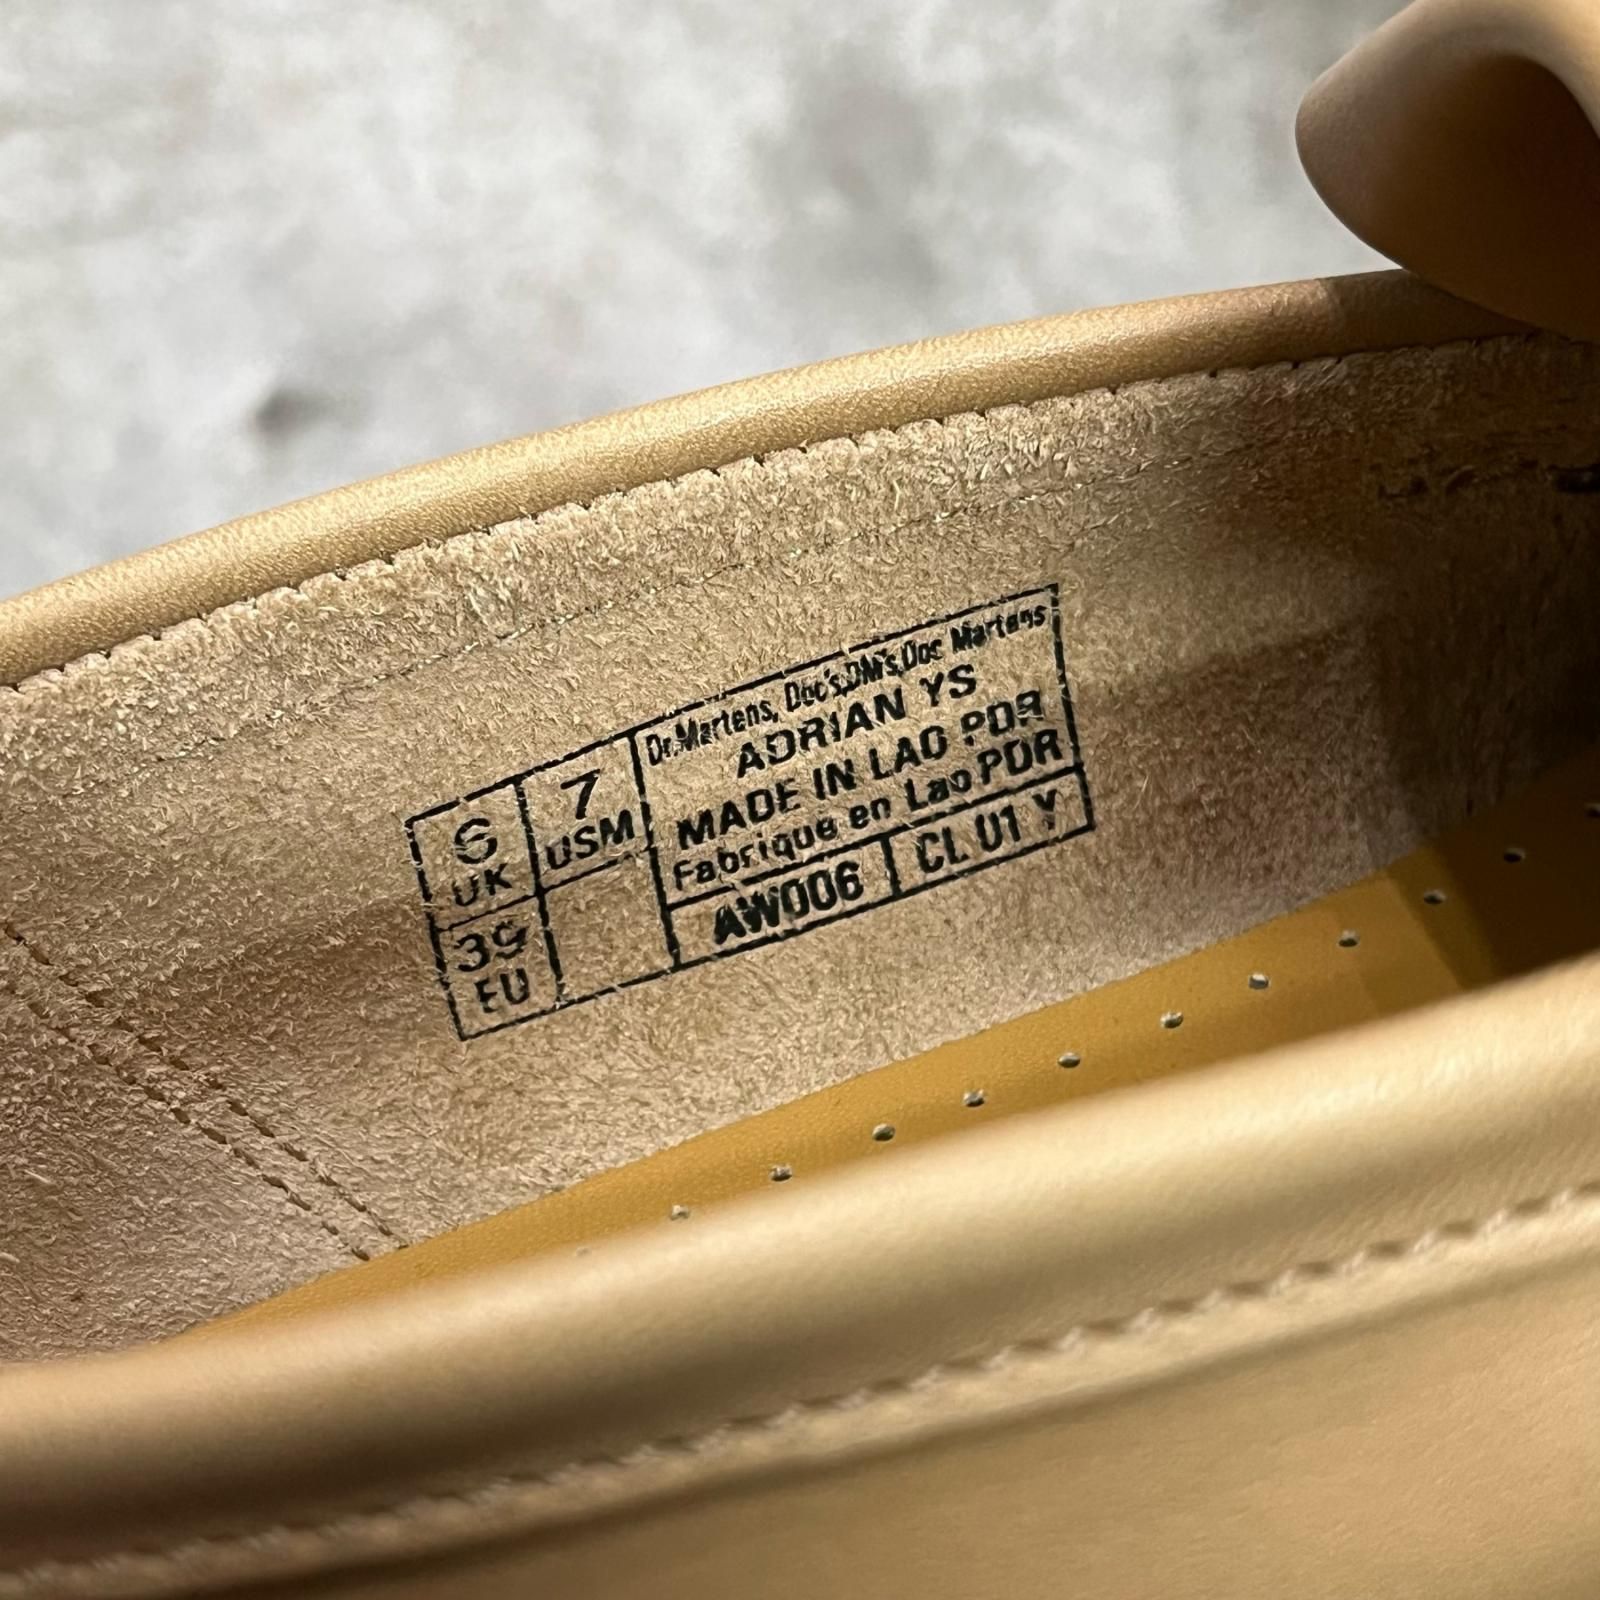 6
UK
7
USM
39
EU
Dr.Martens, Doc's,DM's,Doc Martens
ADRIAN YS
MADE IN LAO PDR
Fabrique en Lao PDR
AW006
CL U1 Y